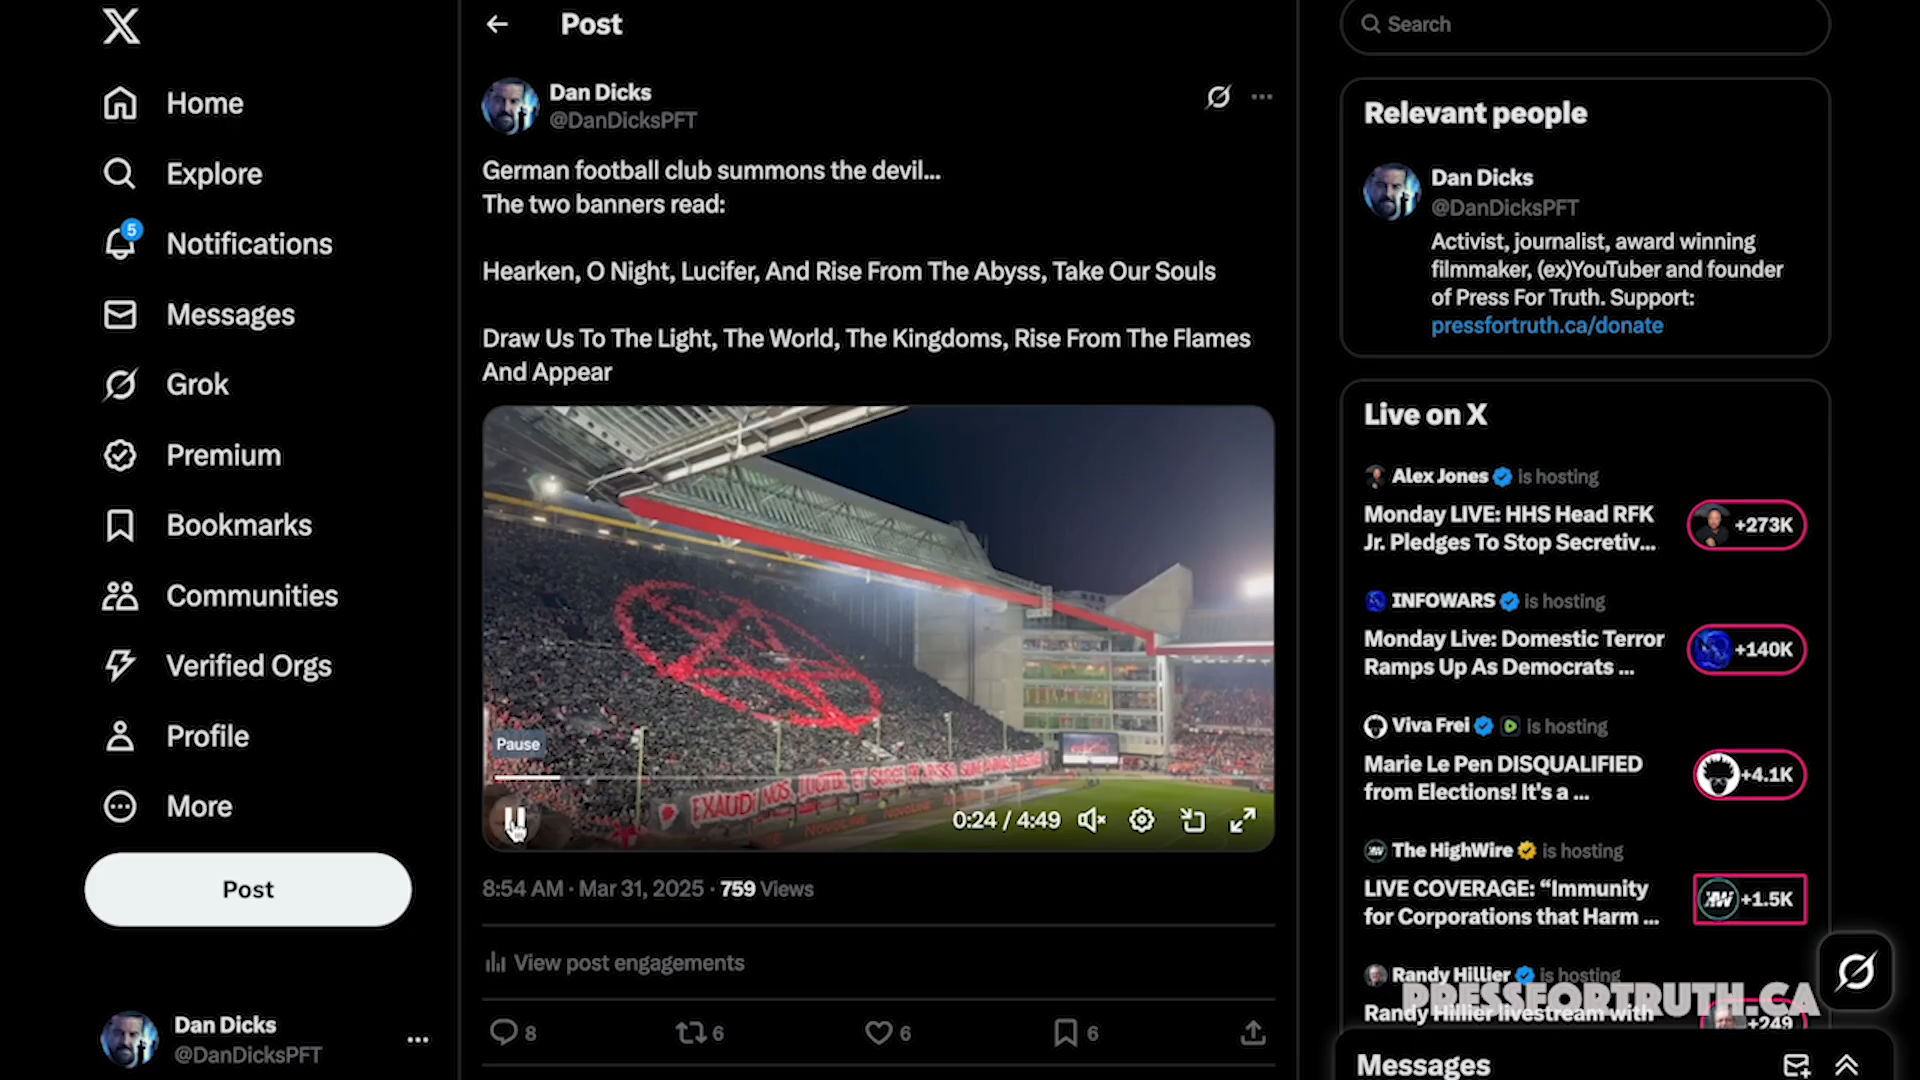 Home
Explore
5
Notifications
Messages
Grok
Premium
Bookmarks
Communities
Verified Orgs
Profile
More
Post
Dan Dicks
@DanDicksPFT
Post
Dan Dicks
@DanDicksPFT
German football club summons the devil...
The two banners read:
Hearken, O Night, Lucifer, And Rise From The Abyss, Take Our Souls
Draw Us To The Light, The World, The Kingdoms, Rise From The Flames
And Appear
Pause
EXAUDI NOS, LUCIFER, ET
0:24 / 4:49
8:54 AM · Mar 31, 2025 · 759 Views
View post engagements
8
6
6
6
Search
Relevant people
Dan Dicks
@DanDicksPFT
Activist, journalist, award winning
filmmaker, (ex)YouTuber and founder
of Press For Truth. Support:
pressfortruth.ca/donate
Live on X
Alex Jones is hosting
Monday LIVE: HHS Head RFK
Jr. Pledges To Stop Secretiv...
+273K
INFOWARS is hosting
Monday Live: Domestic Terror
Ramps Up As Democrats ...
+140K
Viva Frei is hosting
Marie Le Pen DISQUALIFIED
from Elections! It's a ...
+4.1K
The HighWire is hosting
LIVE COVERAGE: “Immunity
for Corporations that Harm ...
+1.5K
Randy Hillier is hosting
Randy Hillier livestream with
+249
PRESSFORTRUTH.CA
Messages